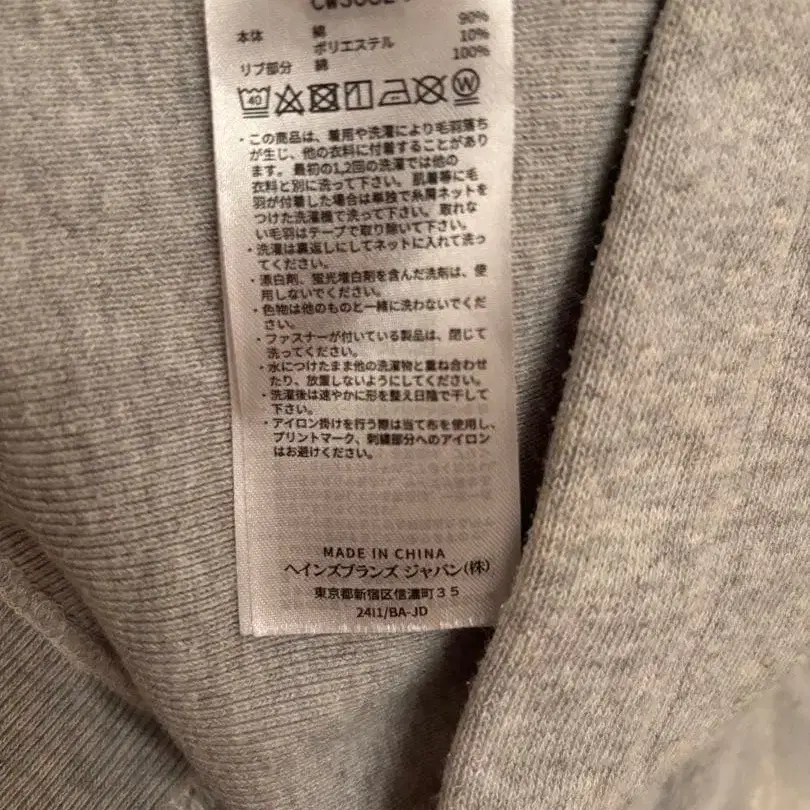 本体 綿 90%
ポリエステル 10%
リブ部分 綿 100%
40 W
・この商品は、着用や洗濯により毛羽落ち
が生じ、他の衣料に付着することがあり
ます。最初の1,2回の洗濯では他の
衣料と別に洗って下さい。肌着等に毛
羽が付着した場合は単独で糸屑ネットを
つけた洗濯機で洗って下さい。取れな
い毛羽はテープで取り除いて下さい。
・洗濯は裏返しにしてネットに入れて洗っ
てください。
・漂白剤、蛍光増白剤を含んだ洗剤は、使
用しないでください。
・色物は他のものと一緒に洗わないでくだ
さい。
・ファスナーが付いている製品は、閉じて
洗ってください。
・水につけたまま他の洗濯物と重ね合わせ
たり、放置しないようにしてください。
・洗濯後は速やかに形を整え日陰で干して
下さい。
・アイロン掛けを行う際は当て布を使用し、
プリントマーク、刺繍部分へのアイロン
はお避けください。
MADE IN CHINA
ヘインズブランズ ジャパン(株)
東京都新宿区信濃町35
24I1/BA-JD